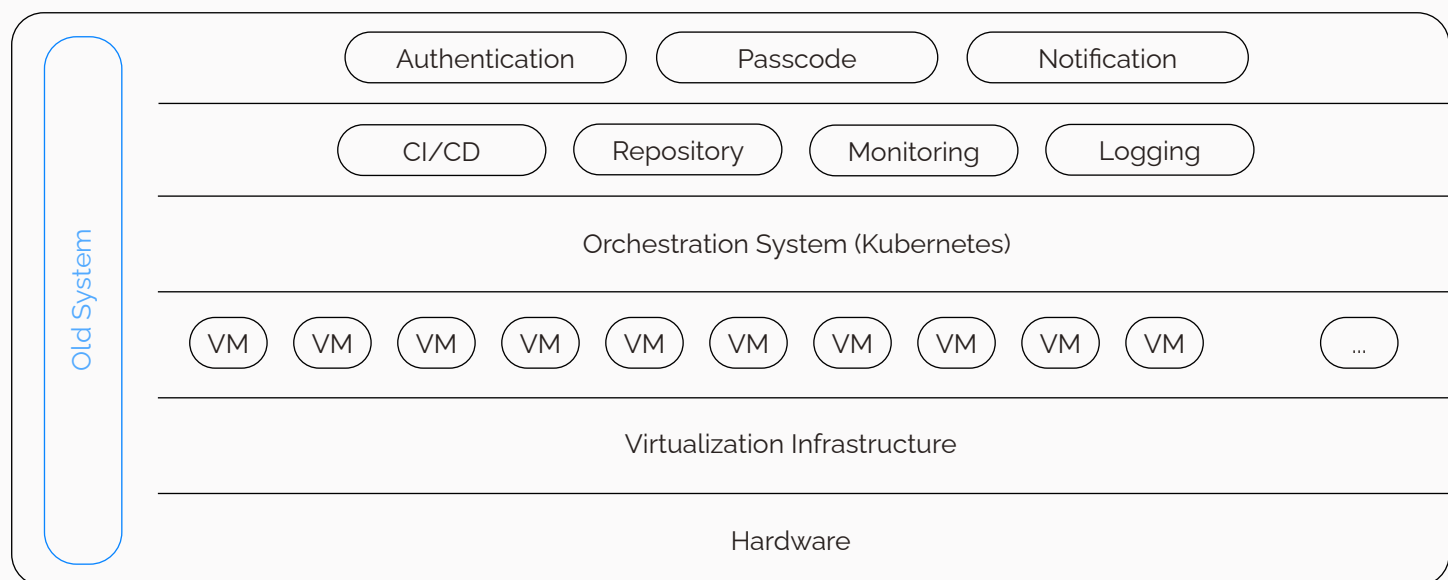 Old System
Authentication Passcode Notification
CI/CD Repository Monitoring Logging
Orchestration System (Kubernetes)
VM VM VM VM VM VM VM VM VM VM ...
Virtualization Infrastructure
Hardware